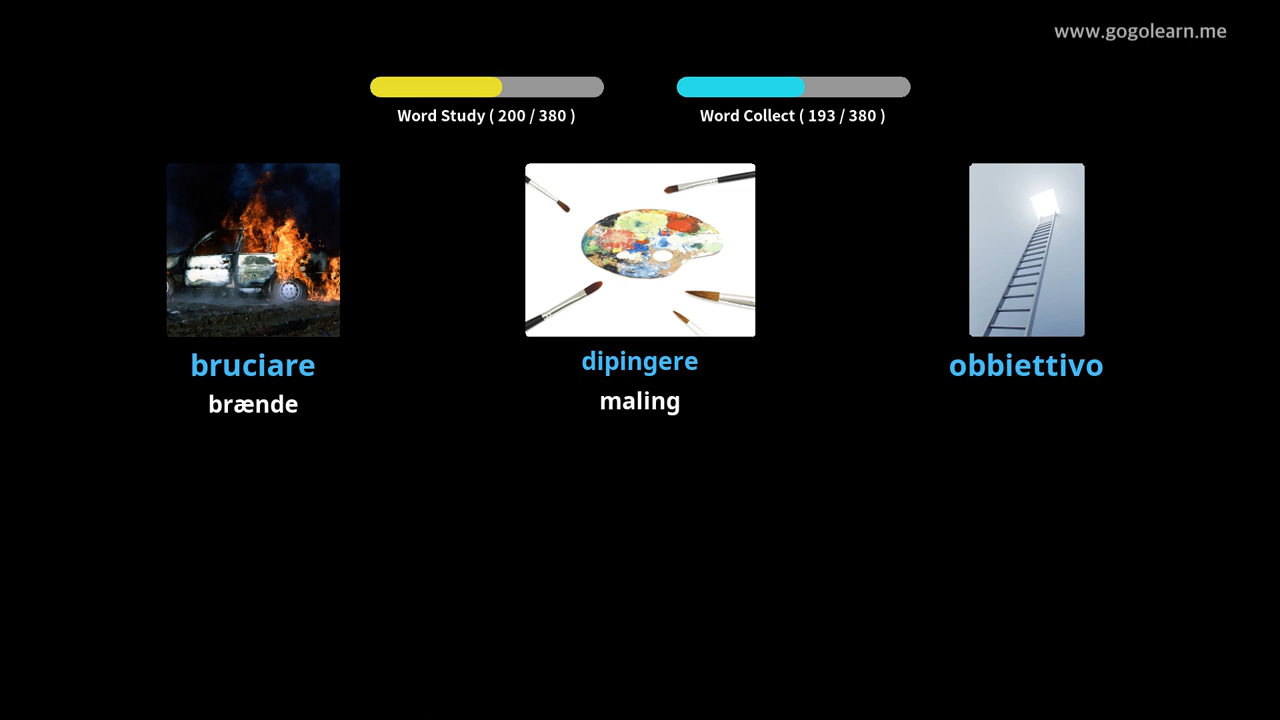 www.gogolearn.me
Word Study ( 200 / 380 )
Word Collect ( 193 / 380 )
bruciare
brænde
dipingere
maling
obbiettivo